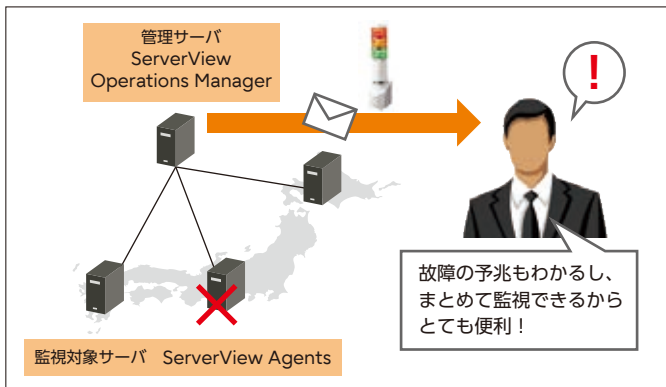 管理サーバ
ServerView
Operations Manager
!
故障の予兆もわかるし、
まとめて監視できるから
とても便利！
監視対象サーバ　ServerView Agents